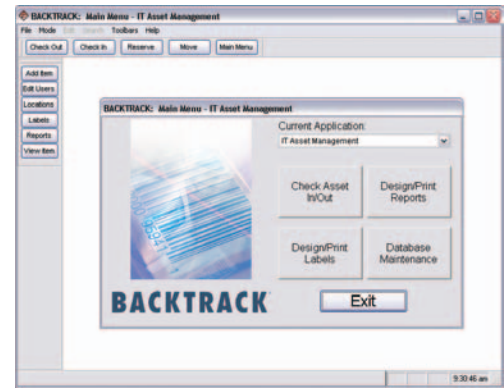 BACKTRACK: Main Menu - IT Asset Management
File Mode Edit Search Toolbars Help
Check Out Check In Reserve Move Main Menu
Add Item
Edit Users
Locations
Labels
Reports
View Item
BACKTRACK: Main Menu - IT Asset Management
Current Application:
IT Asset Management
Check Asset
In/Out
Design/Print
Reports
Design/Print
Labels
Database
Maintenance
BACKTRACK
Exit
9:30:46 am